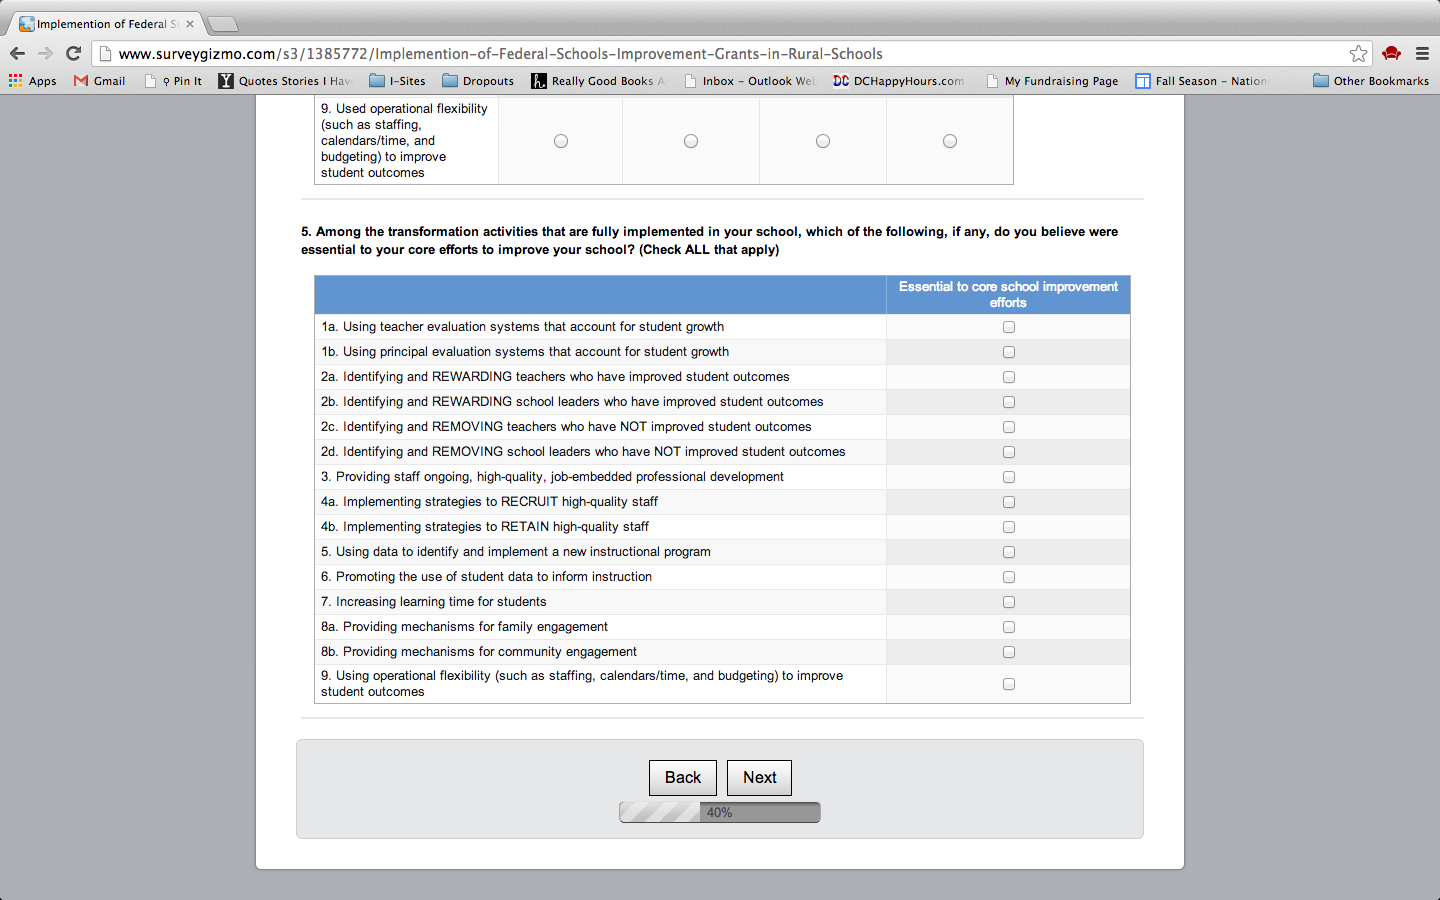 Implemention of Federal S
www.surveygizmo.com/s3/1385772/Implemention-of-Federal-Schools-Improvement-Grants-in-Rural-Schools
Apps Gmail Pin It Quotes Stories I Hav I-Sites Dropouts Really Good Books A Inbox - Outlook We DCHappyHours.com My Fundraising Page Fall Season - Nation Other Bookmarks
9. Used operational flexibility
(such as staffing,
calendars/time, and
budgeting) to improve
student outcomes
5. Among the transformation activities that are fully implemented in your school, which of the following, if any, do you believe were
essential to your core efforts to improve your school? (Check ALL that apply)
Essential to core school improvement
efforts
1a. Using teacher evaluation systems that account for student growth
1b. Using principal evaluation systems that account for student growth
2a. Identifying and REWARDING teachers who have improved student outcomes
2b. Identifying and REWARDING school leaders who have improved student outcomes
2c. Identifying and REMOVING teachers who have NOT improved student outcomes
2d. Identifying and REMOVING school leaders who have NOT improved student outcomes
3. Providing staff ongoing, high-quality, job-embedded professional development
4a. Implementing strategies to RECRUIT high-quality staff
4b. Implementing strategies to RETAIN high-quality staff
5. Using data to identify and implement a new instructional program
6. Promoting the use of student data to inform instruction
7. Increasing learning time for students
8a. Providing mechanisms for family engagement
8b. Providing mechanisms for community engagement
9. Using operational flexibility (such as staffing, calendars/time, and budgeting) to improve
student outcomes
Back Next
40%